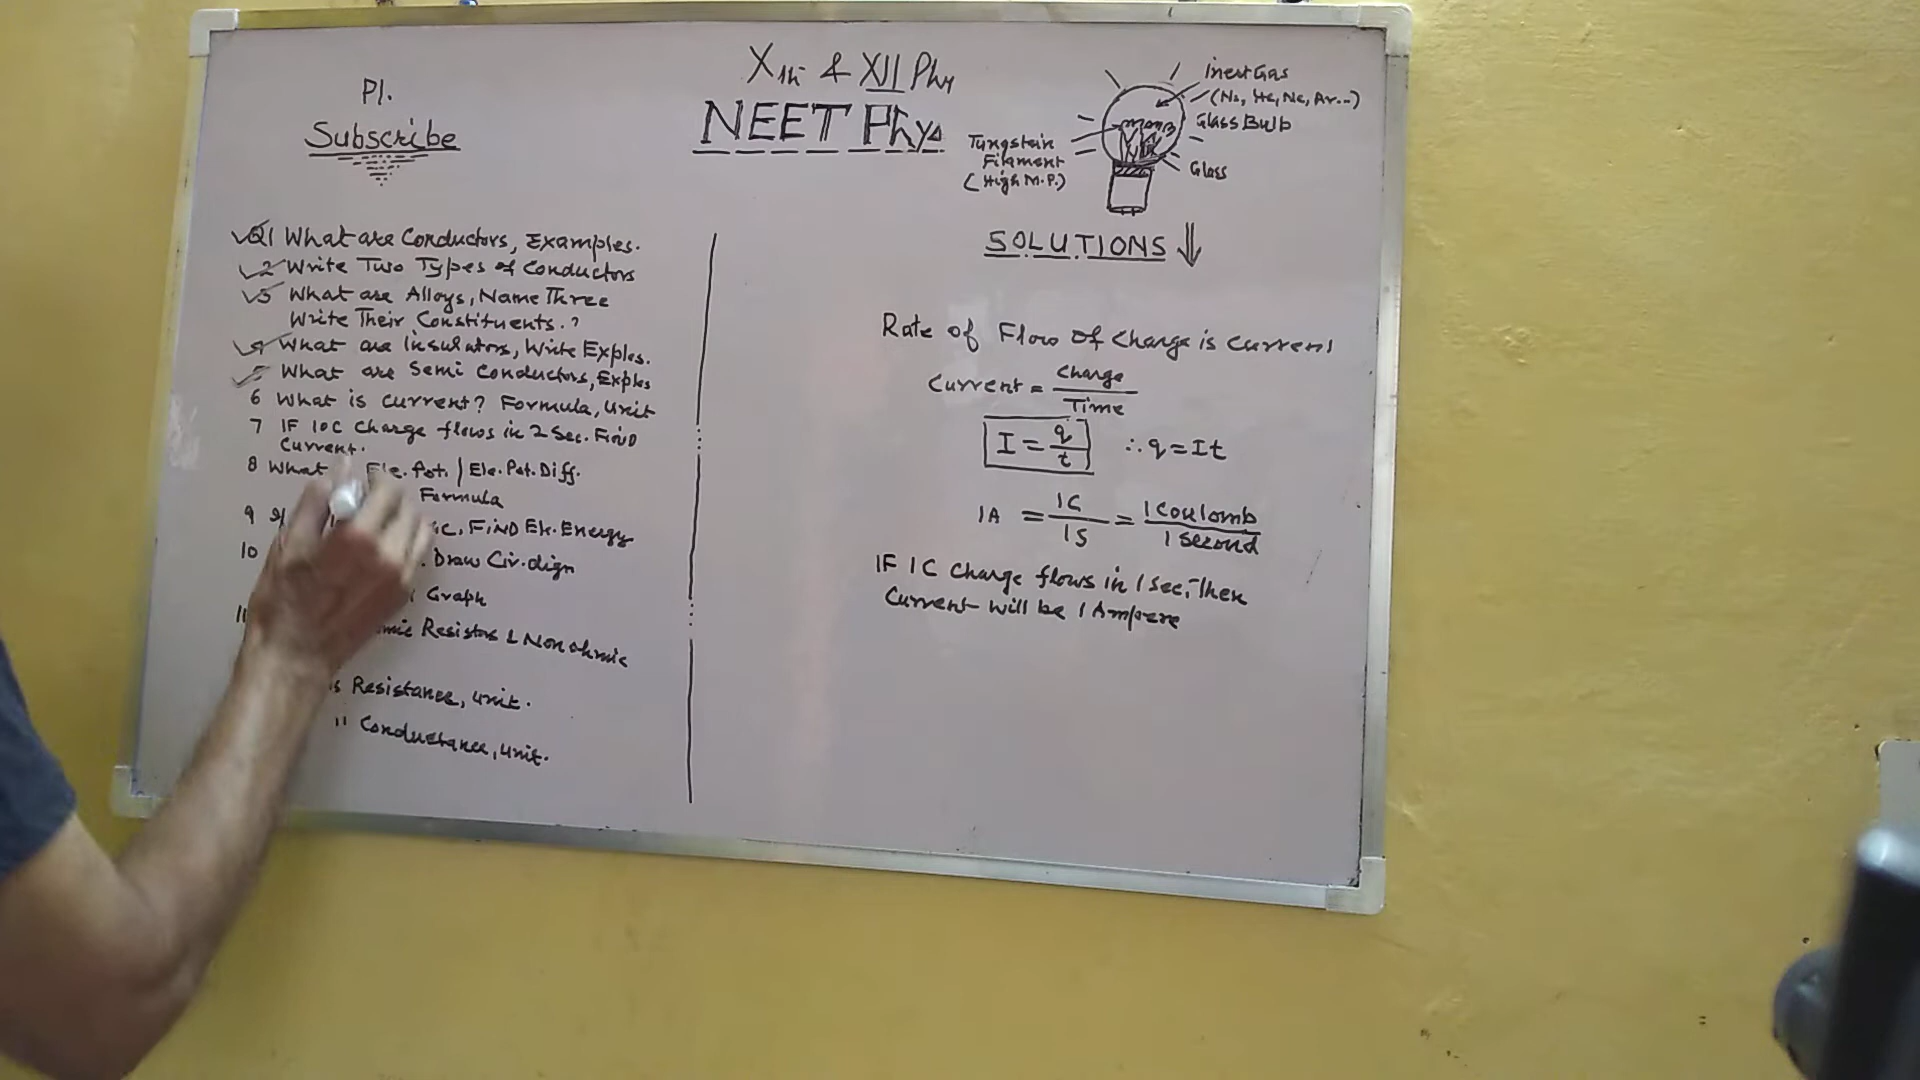 Pl.
Subscribe
Xth & XII Phy
NEET Phys
inert Gas
(N2, He, Ne, Ar...)
Glass Bulb
Glass
Tungstein
Filament
(High M.P.)
Q1 What are Conductors, Examples.
2 Write Two Types of Conductors
3 What are Alloys, Name Three
Write Their Constituents.?
4 What are insulators, Write Exples.
5 What are Semi Conductors, Exples
6 What is current? Formula, unit
7 IF 10C Charge flows in 2 Sec. Find
Current.
8 What Ele. Pot. / Ele. Pot. Diff.
Formula
9 FIND Ele. Energy
10 Draw Cir. digm
Graph
11 Resistors & Non ohmic
is Resistance, unit.
" Conductance, unit.
SOLUTIONS
Rate of Flow of Charge is Current
Current = Charge / Time
I = q / t ∴ q = It
1A = 1C / 1S = 1 Coulomb / 1 Second
IF 1C Charge flows in 1 Sec, Then
Current will be 1 Ampere